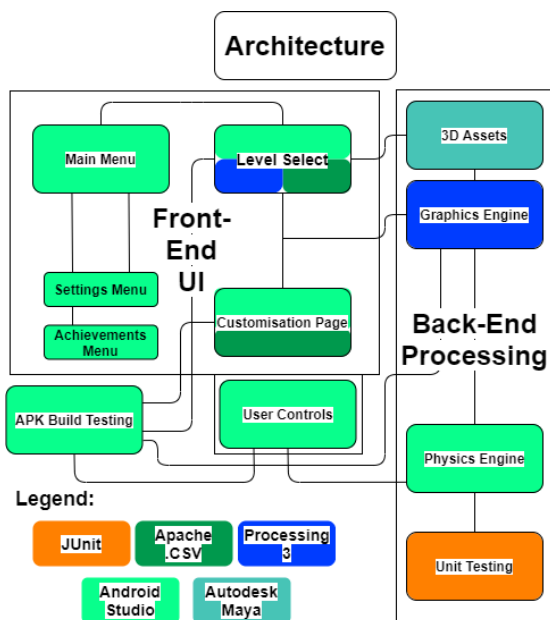 Architecture
Main Menu
Level Select
3D Assets
Graphics Engine
Front-
End
UI
Settings Menu
Achievements
Menu
Customisation Page
Back-End
Processing
APK Build Testing
User Controls
Physics Engine
Legend:
JUnit
Apache
.CSV
Processing
3
Unit Testing
Android
Studio
Autodesk
Maya